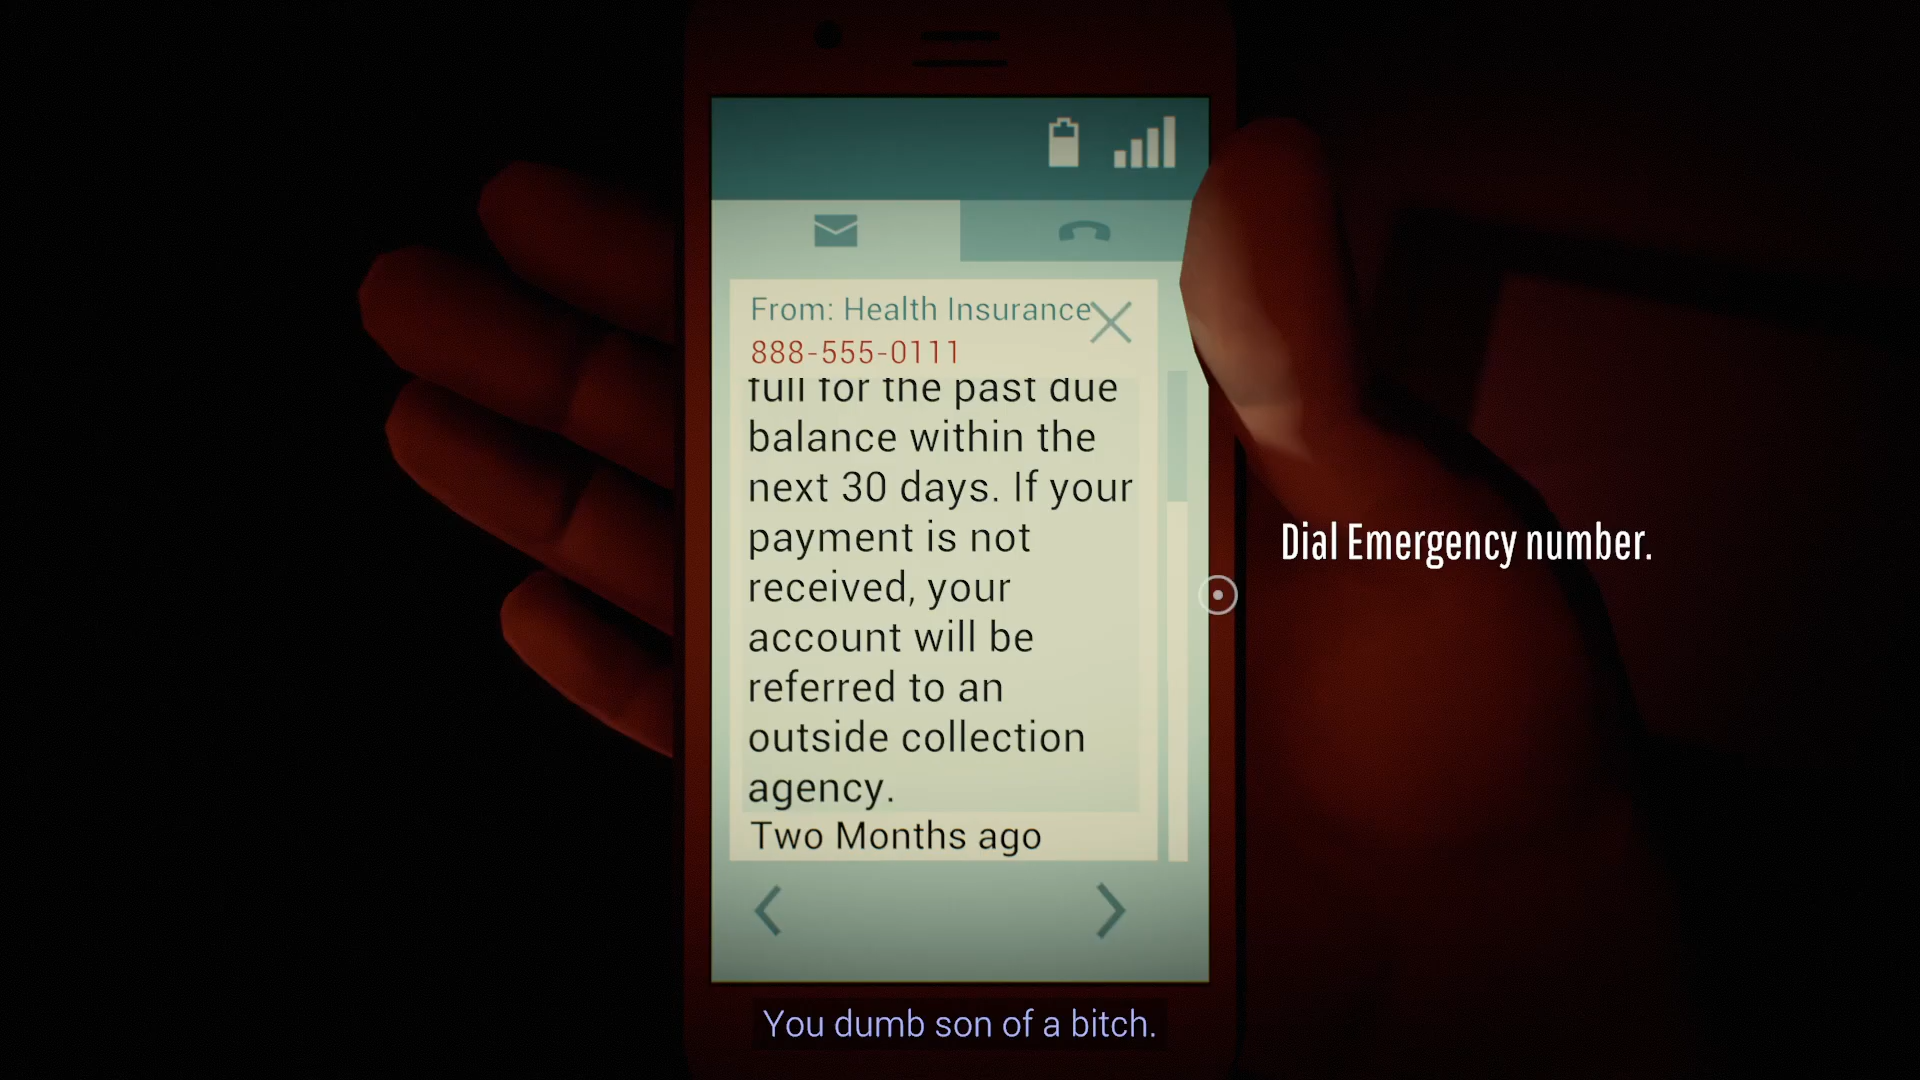 From: Health Insurance
888-555-0111
full for the past due
balance within the
next 30 days. If your
payment is not
received, your
account will be
referred to an
outside collection
agency.
Two Months ago
Dial Emergency number.
You dumb son of a bitch.